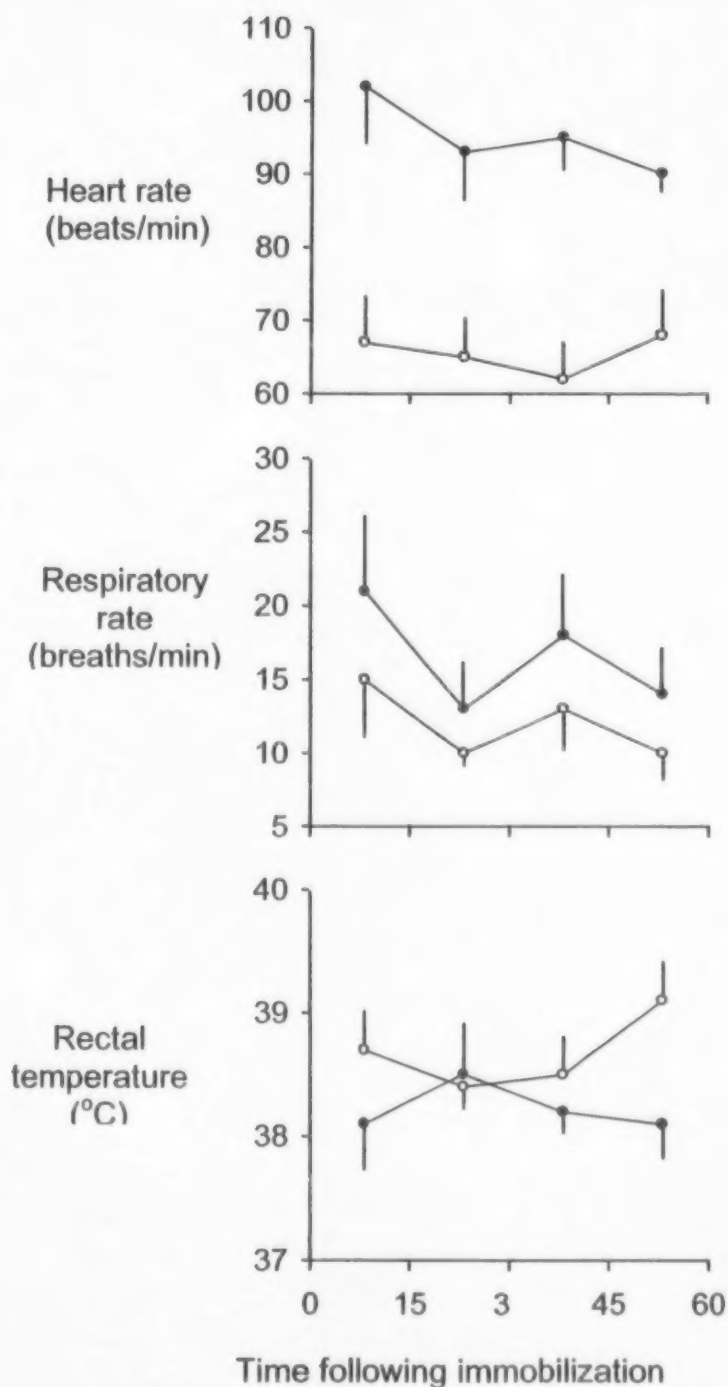 110
100
90
80
70
60
Heart rate
(beats/min)
30
25
20
15
10
5
Respiratory
rate
(breaths/min)
40
39
38
37
Rectal
temperature
(°C)
0 15 3 45 60
Time following immobilization